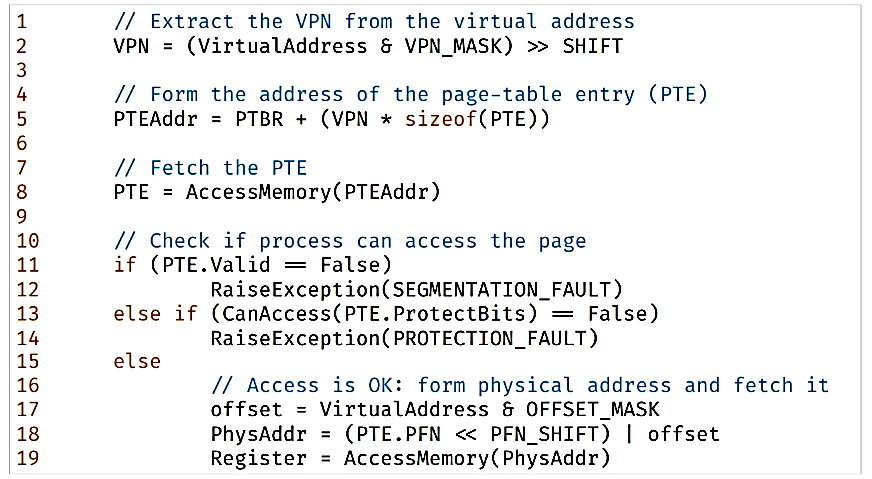 1 // Extract the VPN from the virtual address
2 VPN = (VirtualAddress & VPN_MASK) >> SHIFT
3
4 // Form the address of the page-table entry (PTE)
5 PTEAddr = PTBR + (VPN * sizeof(PTE))
6
7 // Fetch the PTE
8 PTE = AccessMemory(PTEAddr)
9
10 // Check if process can access the page
11 if (PTE.Valid == False)
12 RaiseException(SEGMENTATION_FAULT)
13 else if (CanAccess(PTE.ProtectBits) == False)
14 RaiseException(PROTECTION_FAULT)
15 else
16 // Access is OK: form physical address and fetch it
17 offset = VirtualAddress & OFFSET_MASK
18 PhysAddr = (PTE.PFN << PFN_SHIFT) | offset
19 Register = AccessMemory(PhysAddr)